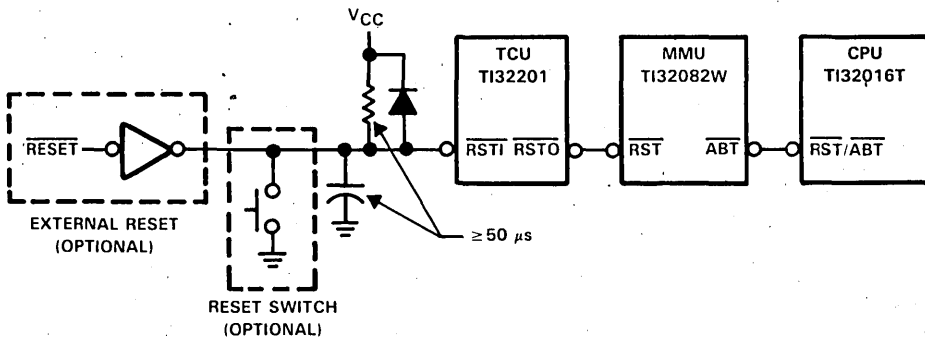 VCC
TCU
TI32201
MMU
TI32082W
CPU
TI32016T
RESET
RSTI RSTO
RST
ABT
RST/ABT
EXTERNAL RESET
(OPTIONAL)
≥50 μs
RESET SWITCH
(OPTIONAL)